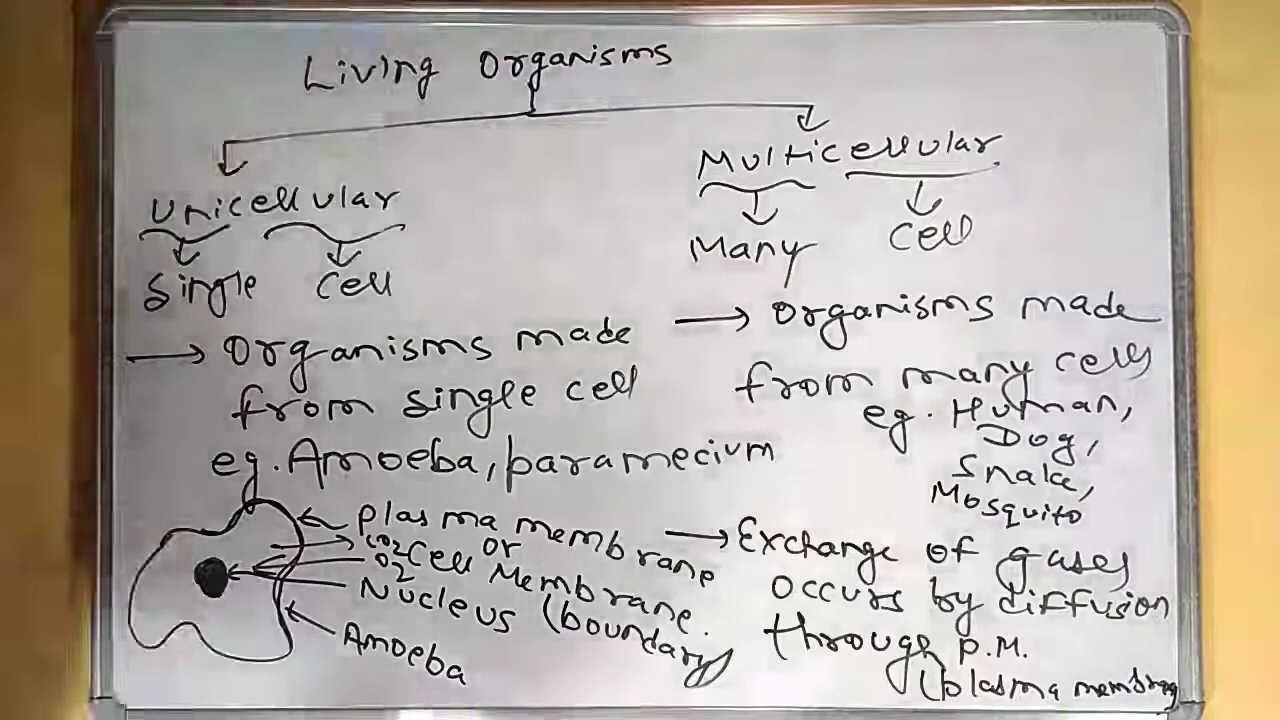 Living Organisms
Unicellular
Single Cell
→ Organisms made
from single cell
eg. Amoeba, paramecium
Multicellular
Many Cell
→ Organisms made
from many cells
eg. Human,
Dog,
Snake,
Mosquito
plasma membrane
or
Cell Membrane.
(boundary)
CO2
O2
Nucleus
Amoeba
→ Exchange of gases
occurs by diffusion
through P.M.
(plasma membrane